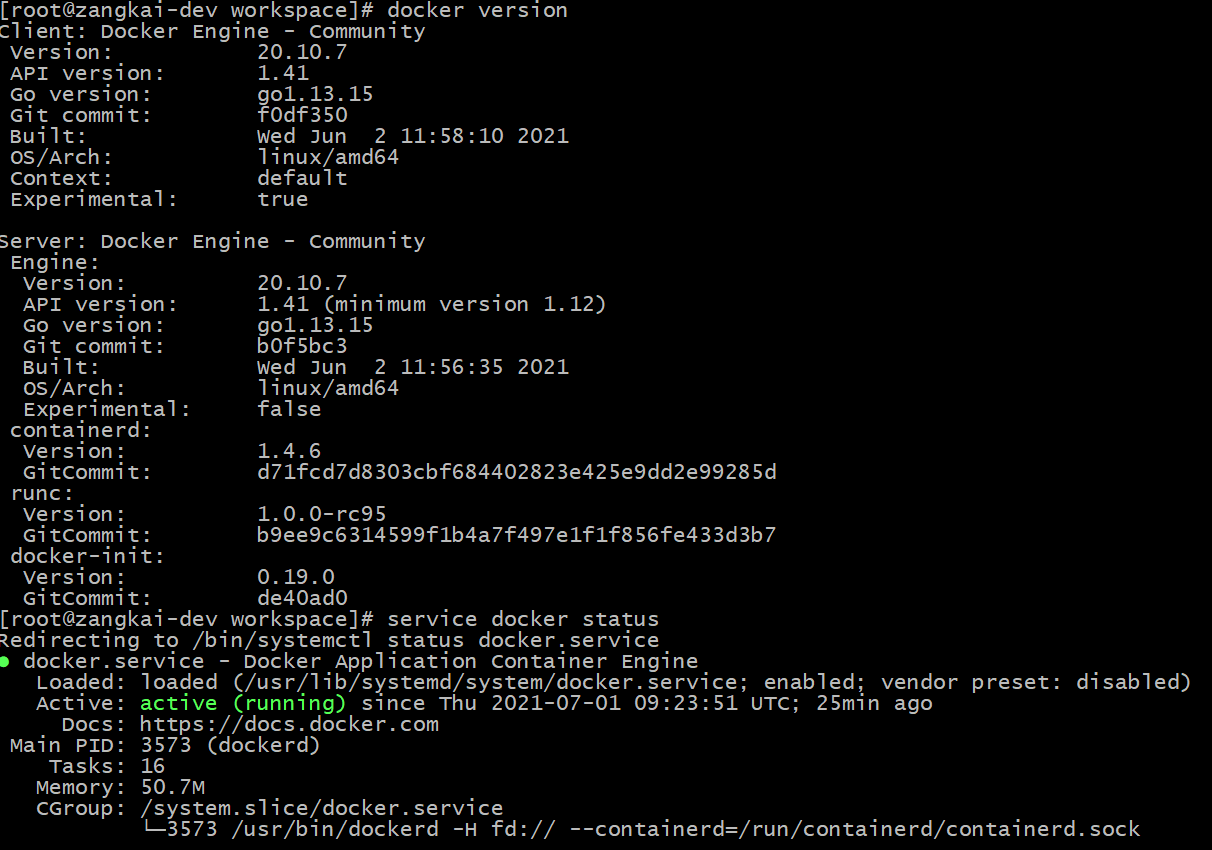 [root@zangkai-dev workspace]# docker version
Client: Docker Engine - Community
 Version:           20.10.7
 API version:       1.41
 Go version:        go1.13.15
 Git commit:        f0df350
 Built:             Wed Jun  2 11:58:10 2021
 OS/Arch:           linux/amd64
 Context:           default
 Experimental:      true

Server: Docker Engine - Community
 Engine:
  Version:          20.10.7
  API version:      1.41 (minimum version 1.12)
  Go version:       go1.13.15
  Git commit:       b0f5bc3
  Built:            Wed Jun  2 11:56:35 2021
  OS/Arch:          linux/amd64
  Experimental:     false
 containerd:
  Version:          1.4.6
  GitCommit:        d71fcd7d8303cbf684402823e425e9dd2e99285d
 runc:
  Version:          1.0.0-rc95
  GitCommit:        b9ee9c6314599f1b4a7f497e1f1f856fe433d3b7
 docker-init:
  Version:          0.19.0
  GitCommit:        de40ad0
[root@zangkai-dev workspace]# service docker status
Redirecting to /bin/systemctl status docker.service
● docker.service - Docker Application Container Engine
   Loaded: loaded (/usr/lib/systemd/system/docker.service; enabled; vendor preset: disabled)
   Active: active (running) since Thu 2021-07-01 09:23:51 UTC; 25min ago
     Docs: https://docs.docker.com
 Main PID: 3573 (dockerd)
    Tasks: 16
   Memory: 50.7M
   CGroup: /system.slice/docker.service
           └─3573 /usr/bin/dockerd -H fd:// --containerd=/run/containerd/containerd.sock